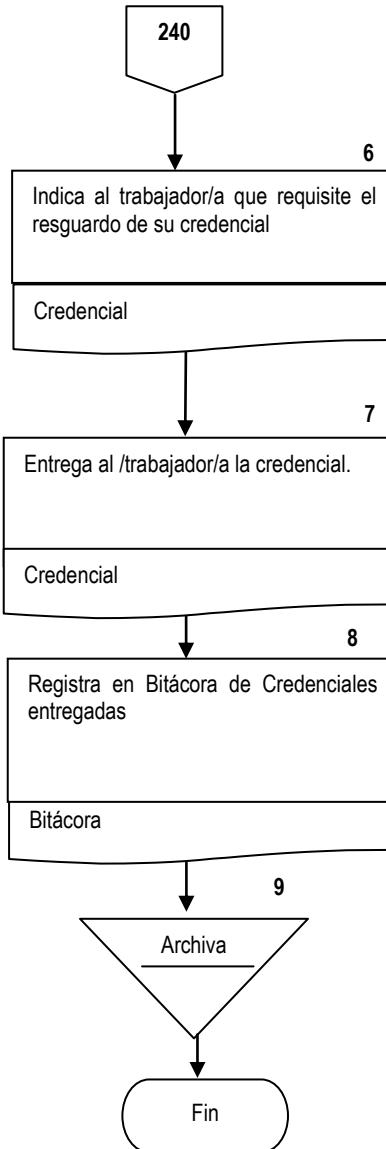 240
6
Indica al trabajador/a que requisite el
resguardo de su credencial
Credencial
7
Entrega al /trabajador/a la credencial.
Credencial
8
Registra en Bitácora de Credenciales
entregadas
Bitácora
9
Archiva
Fin